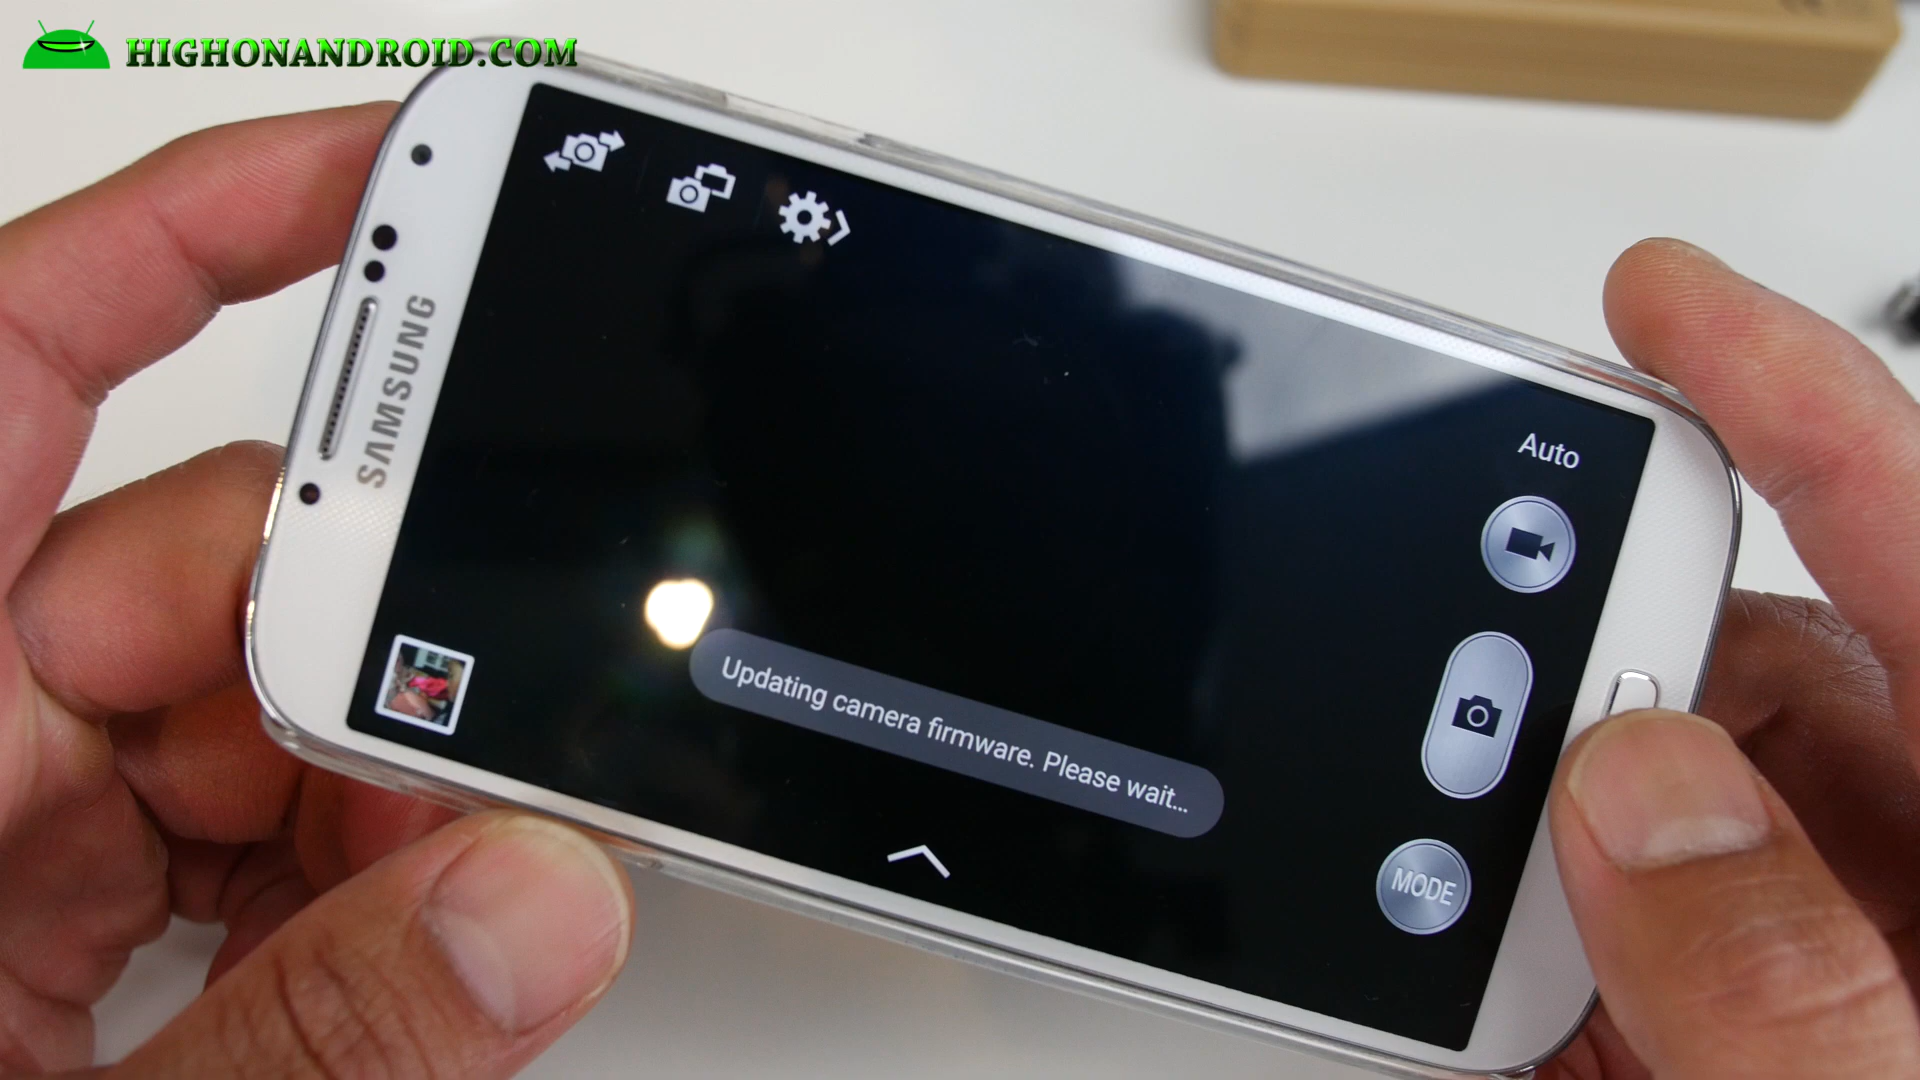 HIGHONANDROID.COM
SAMSUNG
Auto
Updating camera firmware. Please wait...
MODE